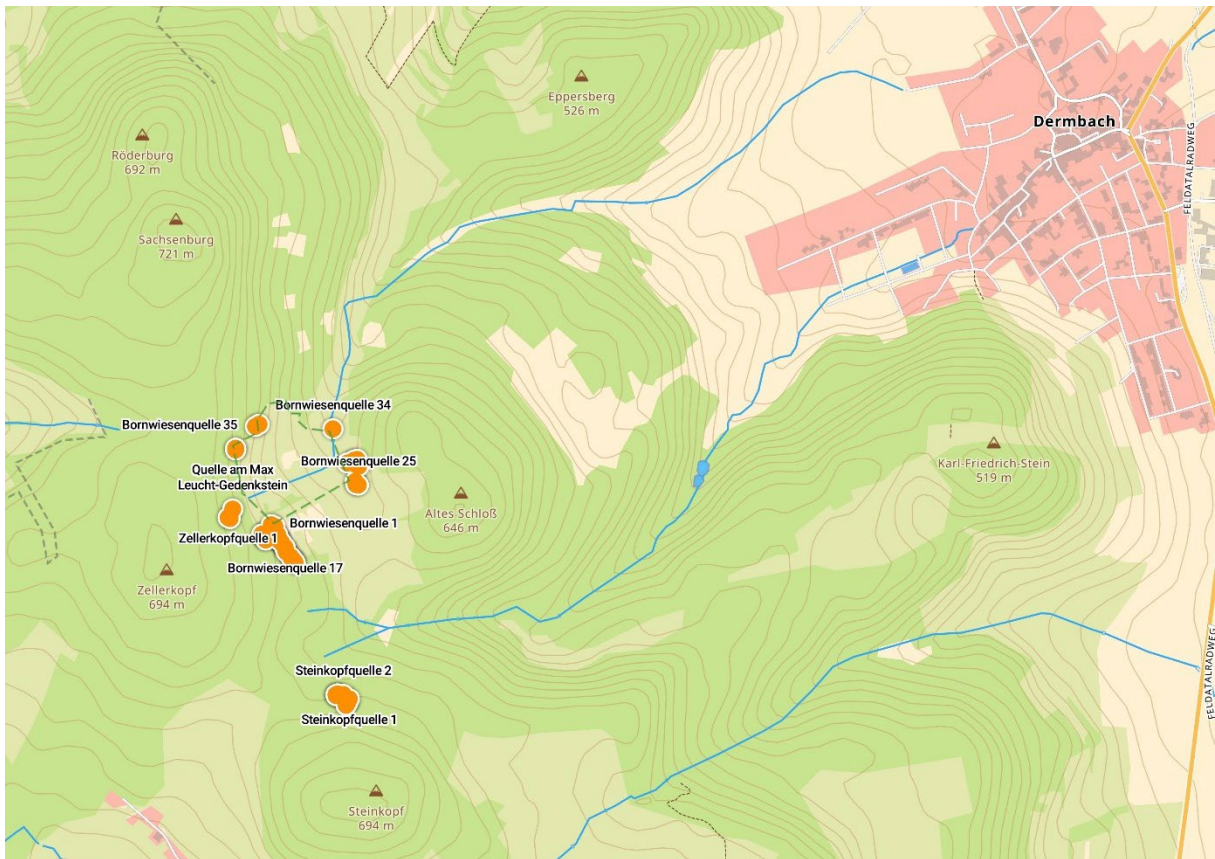 Eppersberg
526 m
Dermbach
Röderburg
692 m
FELDATALRADWEG
Sachsenburg
721 m
Bornwiesenquelle 34
Bornwiesenquelle 35
Bornwiesenquelle 25
Karl-Friedrich-Stein
519 m
Quelle am Max
Leucht-Gedenkstein
Altes Schloß
646 m
Bornwiesenquelle 1
Zellerkopfquelle 1
Bornwiesenquelle 17
Zellerkopf
694 m
FELDATALRADWEG
Steinkopfquelle 2
Steinkopfquelle 1
Steinkopf
694 m